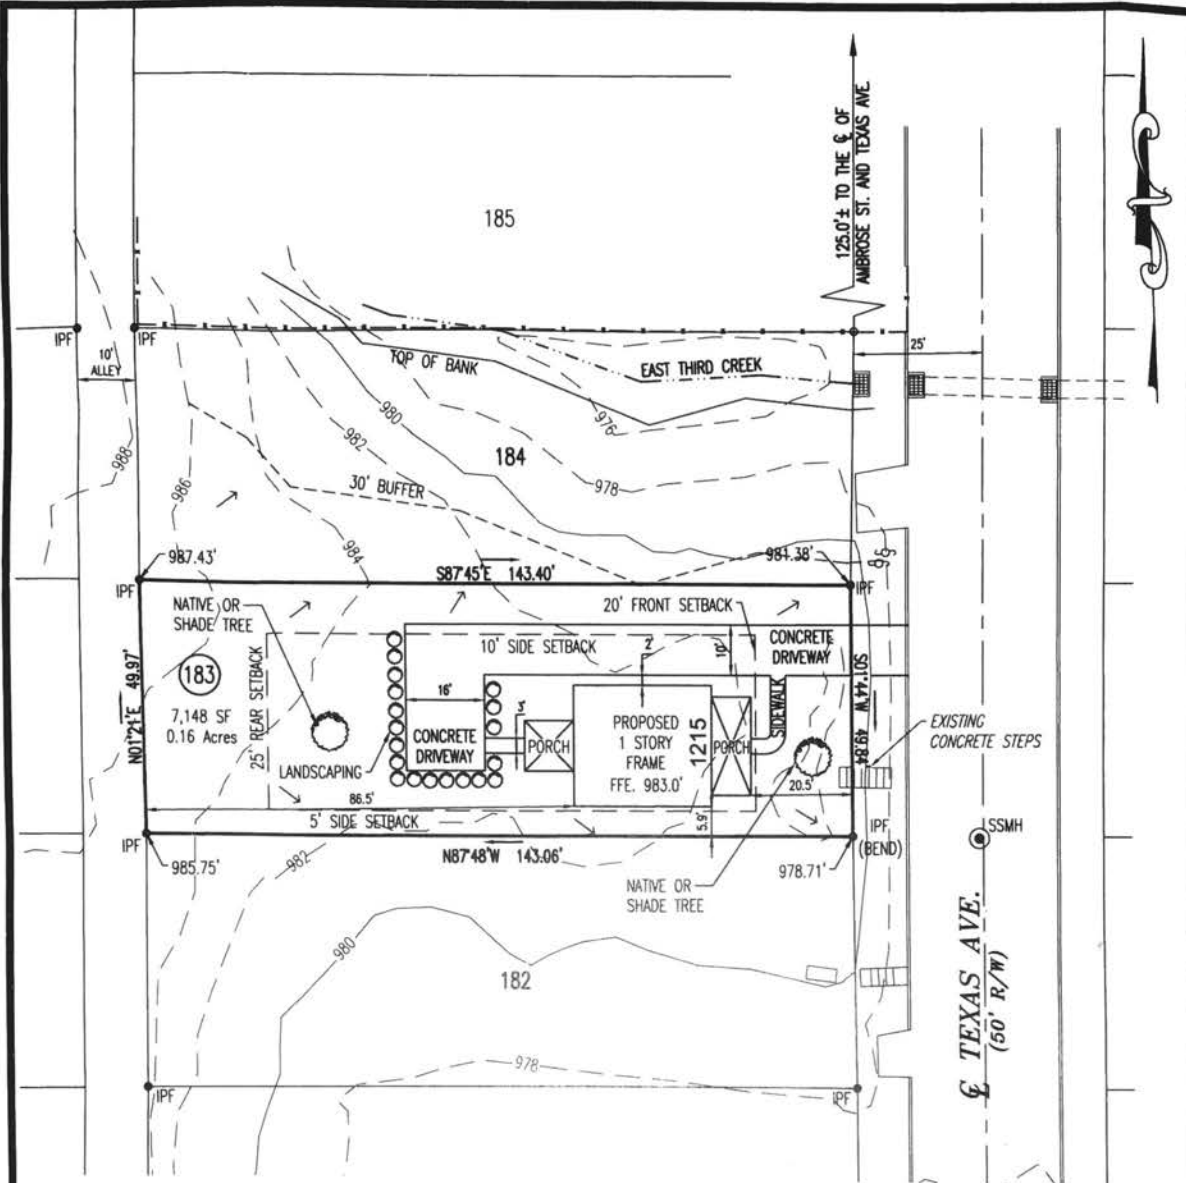 185
125.0'± TO THE ℄ OF
AMBROSE ST. AND TEXAS AVE.
IPF
IPF
10'
ALLEY
25'
TOP OF BANK
EAST THIRD CREEK
980
982
976
988
986
184
978
30' BUFFER
984
987.43'
981.38'
980
IPF
S87°45'E 143.40'
IPF
NATIVE OR
SHADE TREE
20' FRONT SETBACK
10' SIDE SETBACK
2'
10'
CONCRETE
DRIVEWAY
N01°21'E 49.97'
183
7,148 SF
0.16 Acres
25' REAR SETBACK
16'
3'
CONCRETE
DRIVEWAY
PORCH
PROPOSED
1 STORY
FRAME
FFE. 983.0'
1215
PORCH
SIDEWALK
S01°44'W 49.84'
EXISTING
CONCRETE STEPS
LANDSCAPING
86.5'
20.5'
5' SIDE SETBACK
5.9'
IPF
985.75'
982
N87°48'W 143.06'
978.71'
IPF
(BEND)
SSMH
NATIVE OR
SHADE TREE
980
182
978
℄ TEXAS AVE.
(50' R/W)
IPF
IPF